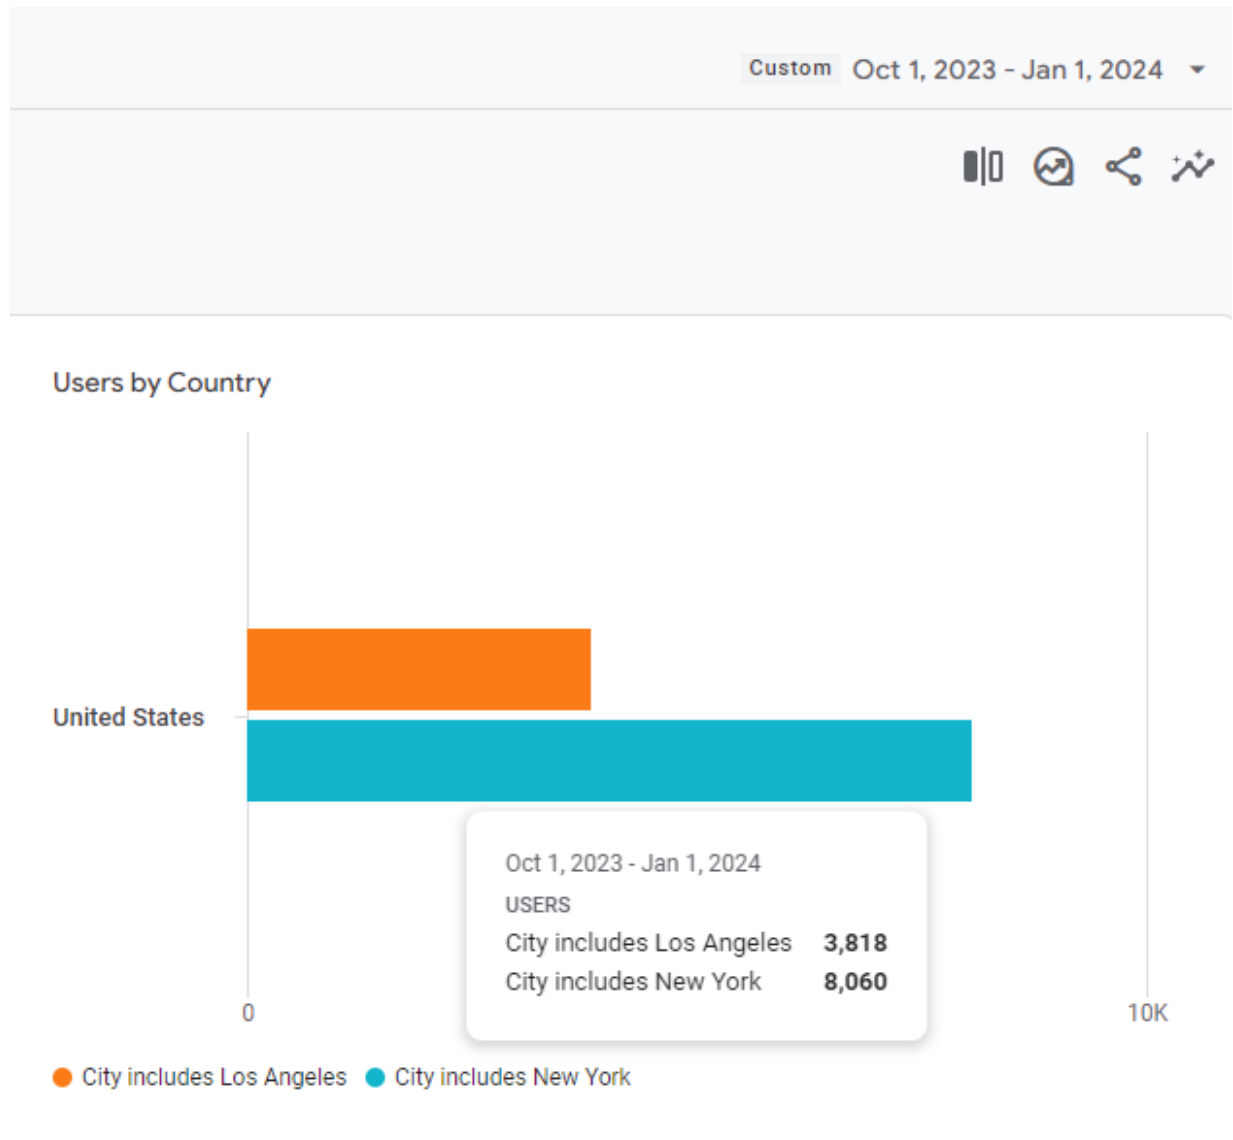 Custom Oct 1, 2023 - Jan 1, 2024
Users by Country
United States
Oct 1, 2023 - Jan 1, 2024
USERS
City includes Los Angeles 3,818
City includes New York 8,060
0 10K
City includes Los Angeles City includes New York